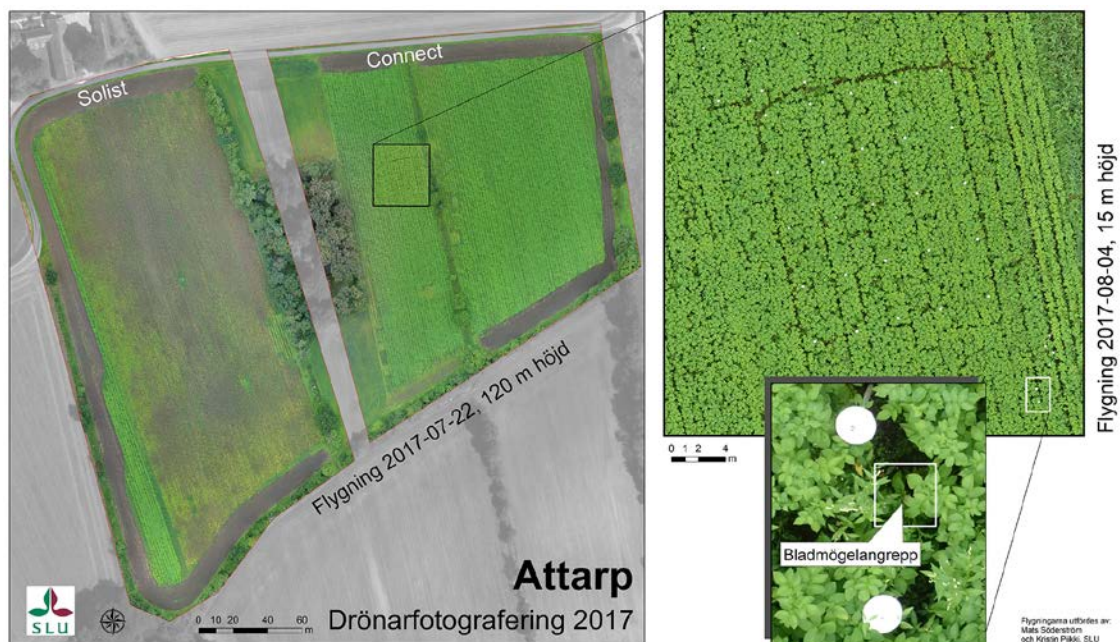 Solist
Connect
Flygning 2017-07-22, 120 m höjd
Attarp
Drönarfotografering 2017
SLU
0 10 20 40 60
m
Flygning 2017-08-04, 15 m höjd
0 1 2 4
m
Bladmögelangrepp
Flygningarna utfördes av:
Mats Söderström
och Kristin Piikki, SLU